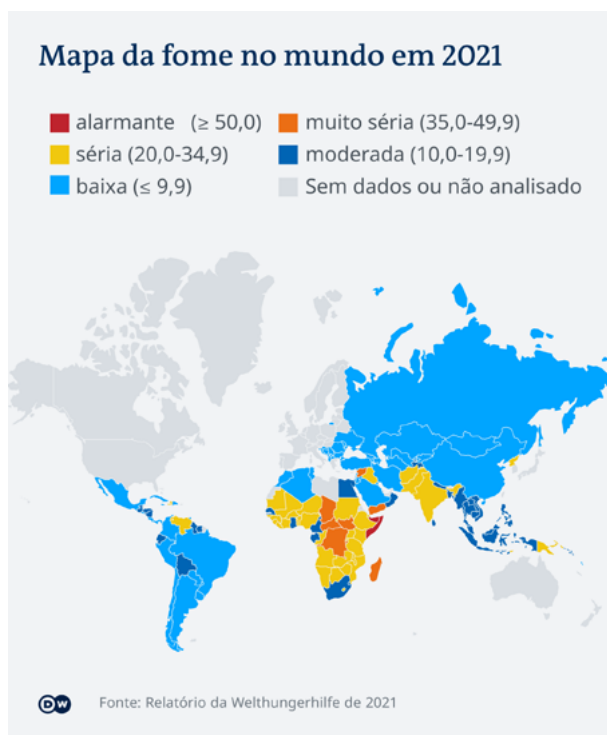 Mapa da fome no mundo em 2021
alarmante (≥ 50,0)
muito séria (35,0-49,9)
séria (20,0-34,9)
moderada (10,0-19,9)
baixa (≤ 9,9)
Sem dados ou não analisado
DW
Fonte: Relatório da Welthungerhilfe de 2021